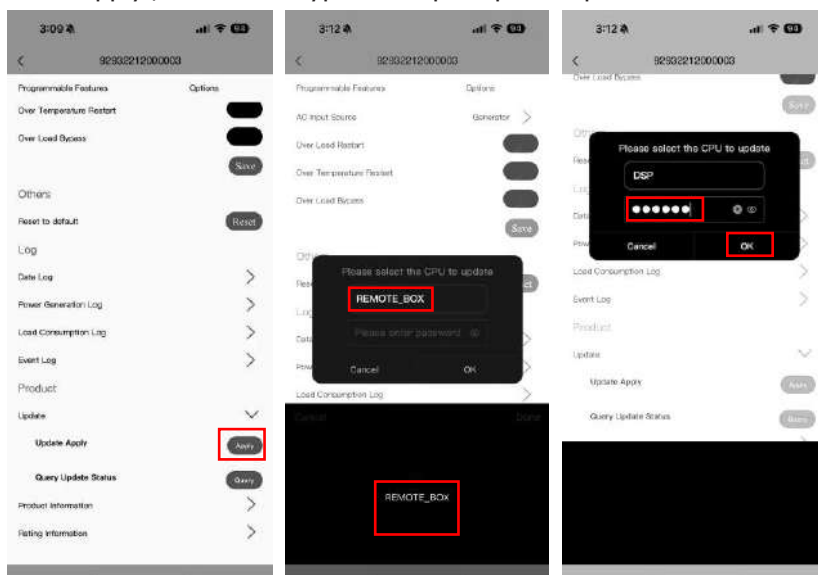 3:09
92932212000003
Programmable Features Options
Over Temperature Restart
Over Load Bypass
Save
Others
Reset to default Reset
Log
Date Log
Power Generation Log
Load Consumption Log
Event Log
Product
Update
Update Apply Apply
Query Update Status Query
Product Information
Rating Information
3:12
92932212000003
Programmable Features Options
AC Input Source Generator
Over Load Restart
Over Temperature Restart
Over Load Bypass
Save
Please select the CPU to update
REMOTE_BOX
Please enter password
Cancel OK
Load Consumption Log
Cancel Done
REMOTE_BOX
3:12
92932212000003
Over Load Bypass
Save
Please select the CPU to update
DSP
●●●●●●
Cancel OK
Load Consumption Log
Event Log
Product
Update
Update Apply Apply
Query Update Status Query